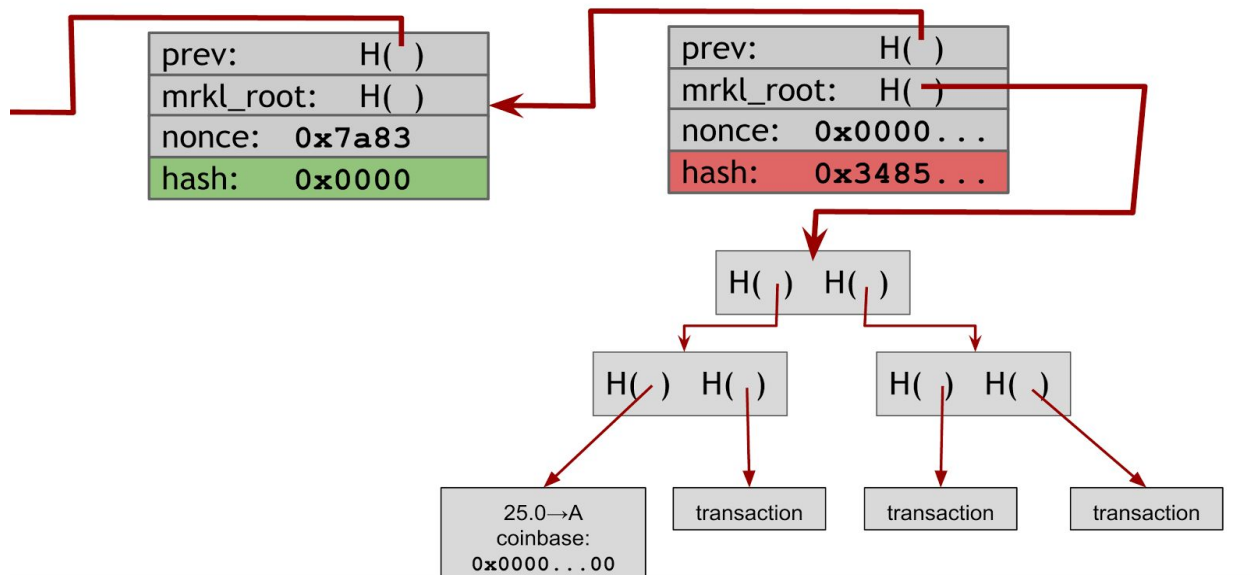 prev: H( )
mrkl_root: H( )
nonce: 0x7a83
hash: 0x0000
prev: H( )
mrkl_root: H( )
nonce: 0x0000...
hash: 0x3485...
H( ) H( )
H( ) H( )
H( ) H( )
25.0→A
coinbase:
0x0000...00
transaction
transaction
transaction